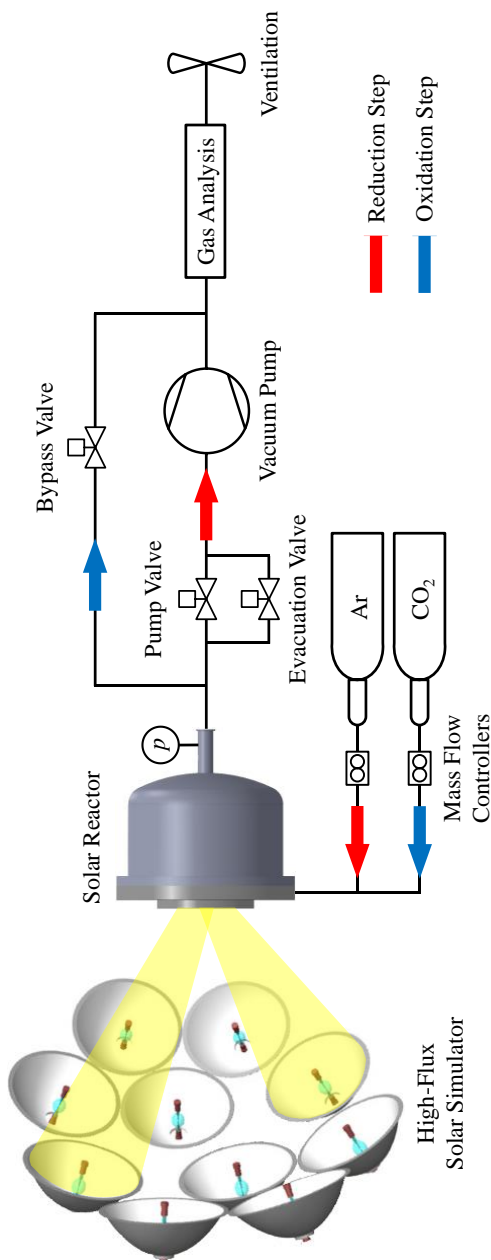 High-Flux
Solar Simulator
Solar Reactor
p
Bypass Valve
Pump Valve
Evacuation Valve
Vacuum Pump
Gas Analysis
Ventilation
Ar
CO₂
Mass Flow
Controllers
Reduction Step
Oxidation Step